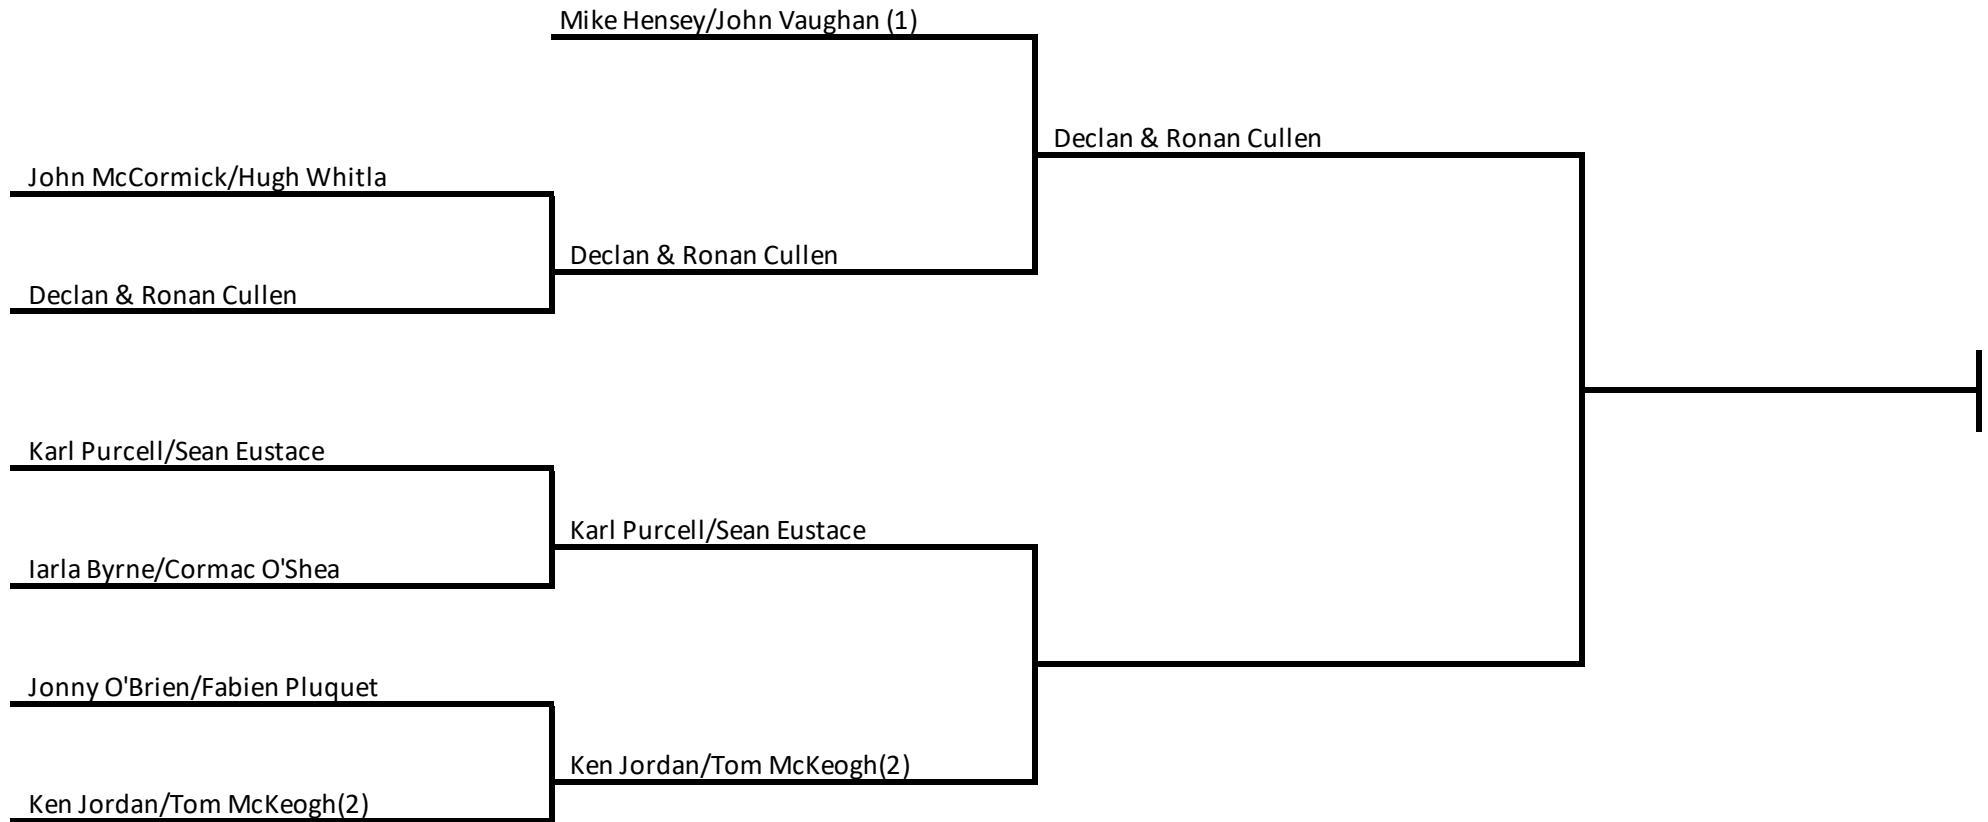 Mike Hensey/John Vaughan (1)
Declan & Ronan Cullen
John McCormick/Hugh Whitla
Declan & Ronan Cullen
Declan & Ronan Cullen
Karl Purcell/Sean Eustace
Karl Purcell/Sean Eustace
Iarla Byrne/Cormac O'Shea
Jonny O'Brien/Fabien Pluquet
Ken Jordan/Tom McKeogh(2)
Ken Jordan/Tom McKeogh(2)